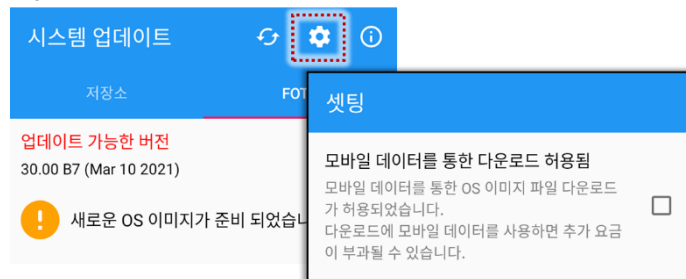 시스템 업데이트
저장소
FOT
업데이트 가능한 버전
30.00 B7 (Mar 10 2021)
새로운 OS 이미지가 준비 되었습니
셋팅
모바일 데이터를 통한 다운로드 허용됨
모바일 데이터를 통한 OS 이미지 파일 다운로드
가 허용되었습니다.
다운로드에 모바일 데이터를 사용하면 추가 요금
이 부과될 수 있습니다.